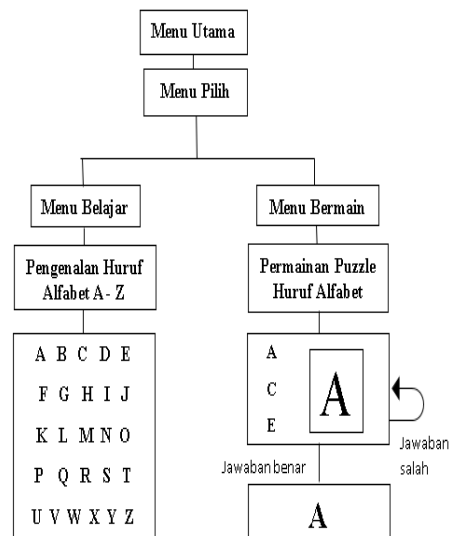 Menu Utama
Menu Pilih
Menu Belajar
Menu Bermain
Pengenalan Huruf
Alfabet A - Z
Permainan Puzzle
Huruf Alfabet
A B C D E
F G H I J
K L M N O
P Q R S T
U V W X Y Z
A
C
E
A
Jawaban
salah
Jawaban benar
A